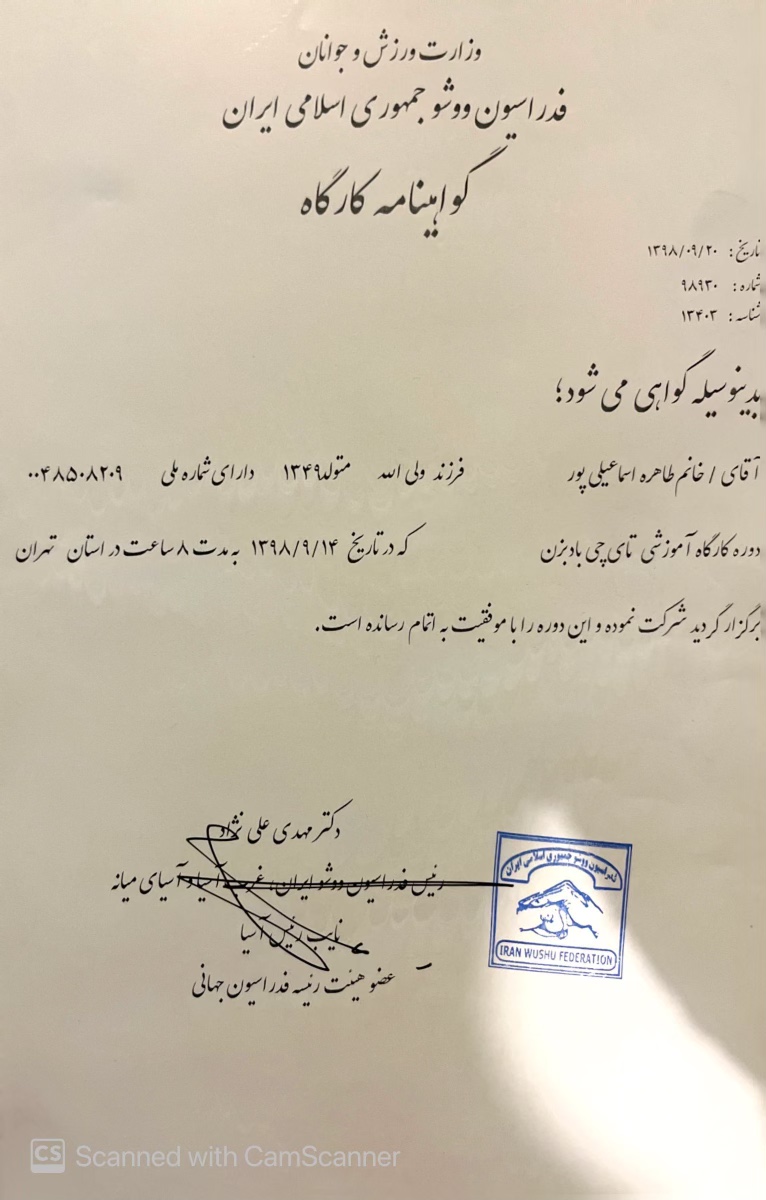 وزارت ورزش و جوانان
فدراسیون ووشو جمهوری اسلامی ایران
گواهینامه کارگاه
تاریخ: ۱۳۹۸/۰۹/۲۰
شماره: ۹۸۹۳۰
شناسه: ۱۳۴۰۳
بدینوسیله گواهی می شود؛
آقای / خانم طاهره اسماعیلی پور فرزند ولی الله متولد ۱۳۴۹ دارای شماره ملی ۰۰۴۸۵۰۸۲۰۹
دوره کارگاه آموزشی تای چی بادبزن که در تاریخ ۱۳۹۸/۹/۱۴ به مدت ۸ ساعت در استان تهران
برگزار گردید شرکت نموده و این دوره را با موفقیت به اتمام رسانده است.
دکتر مهدی علی نژاد
رئیس فدراسیون ووشو ایران، غرب آسیا و آسیای میانه
نایب رئیس آسیا
عضو هیئت رئیسه فدراسیون جهانی
فدراسیون ووشو جمهوری اسلامی ایران
IRAN WUSHU FEDERATION
CS Scanned with CamScanner